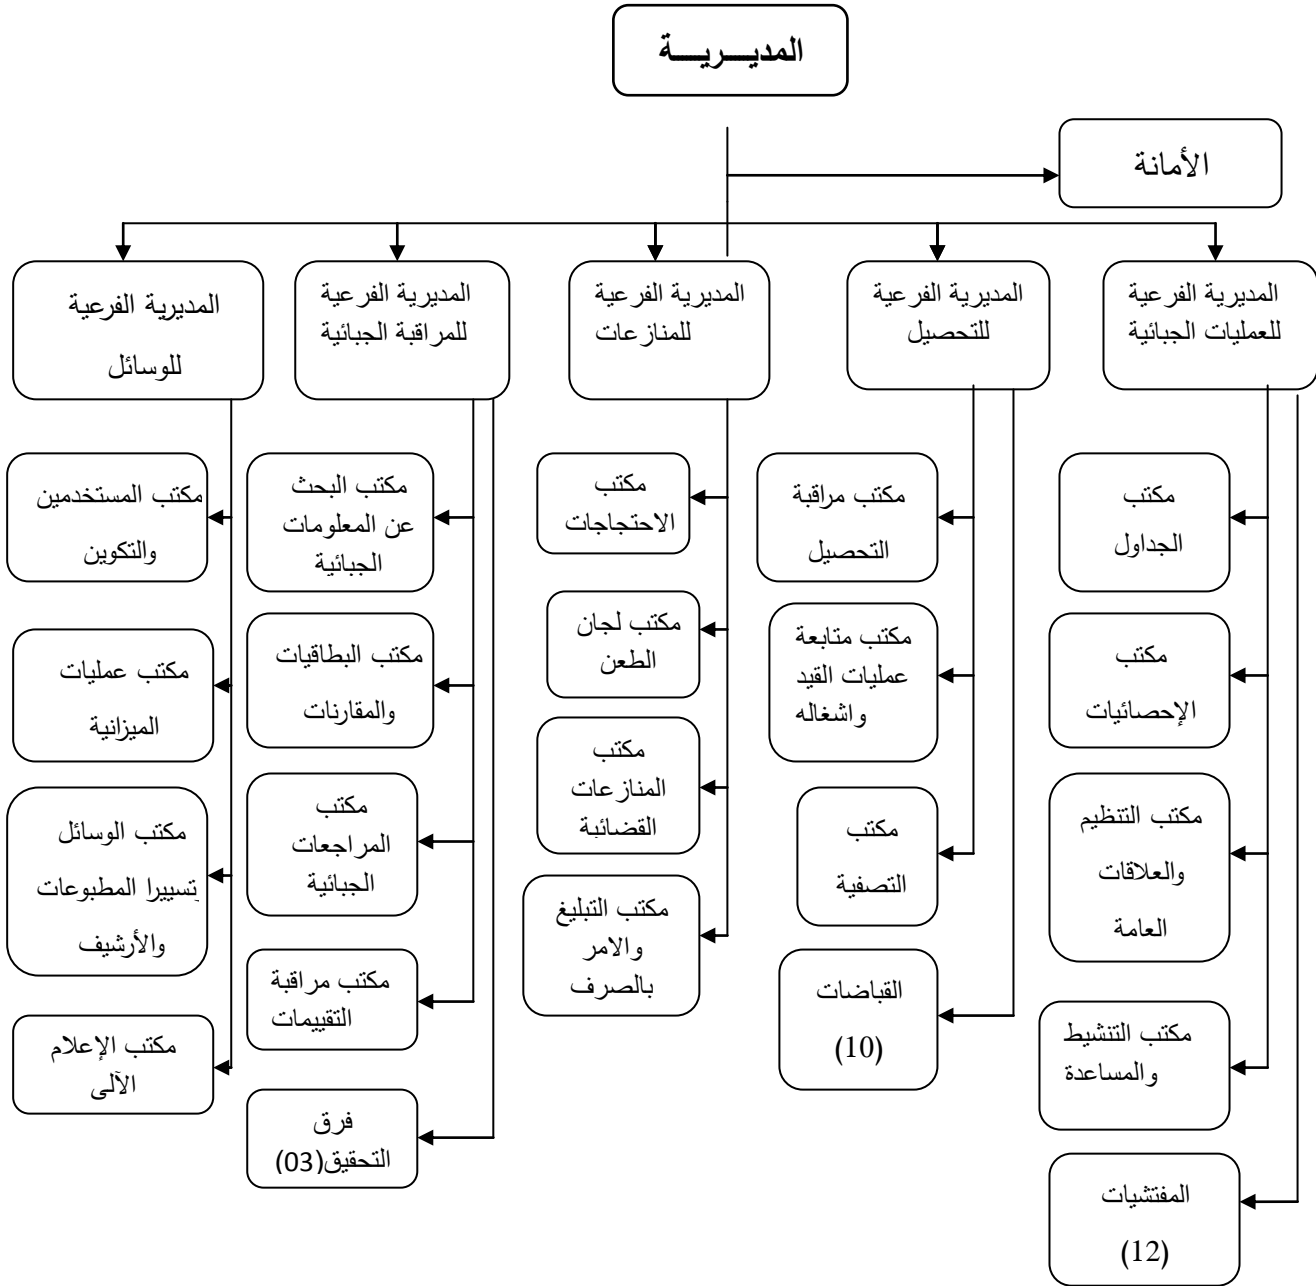 المديــريــة
الأمانة
المديرية الفرعية
للعمليات الجبائية
المديرية الفرعية
للتحصيل
المديرية الفرعية
للمنازعات
المديرية الفرعية
للمراقبة الجبائية
المديرية الفرعية
للوسائل
مكتب
الجداول
مكتب
الإحصائيات
مكتب التنظيم
والعلاقات
العامة
مكتب التنشيط
والمساعدة
المفتشيات
(12)
مكتب مراقبة
التحصيل
مكتب متابعة
عمليات القيد
واشغاله
مكتب
التصفية
القباضات
(10)
مكتب
الاحتجاجات
مكتب لجان
الطعن
مكتب
المنازعات
القضائية
مكتب التبليغ
والامر
بالصرف
مكتب البحث
عن المعلومات
الجبائية
مكتب البطاقيات
والمقارنات
مكتب
المراجعات
الجبائية
مكتب مراقبة
التقييمات
فرق
التحقيق(03)
مكتب المستخدمين
والتكوين
مكتب عمليات
الميزانية
مكتب الوسائل
تسييرا المطبوعات
والأرشيف
مكتب الإعلام
الآلى